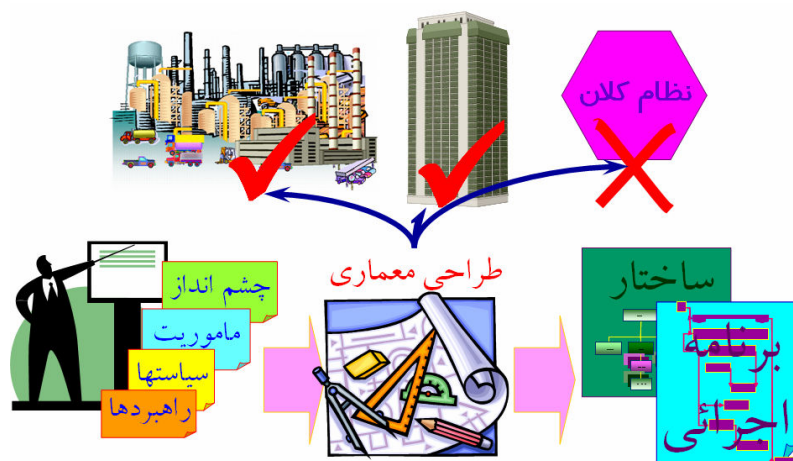 نظام کلان
طراحی معماری
چشم انداز
ماموریت
سیاستها
راهبردها
ساختار
برنامه
اجرائی